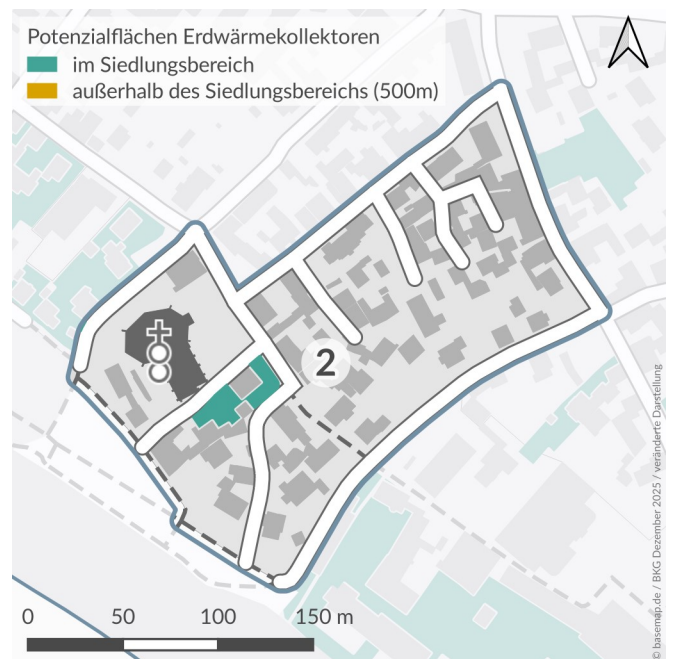 Potenzialflächen Erdwärmekollektoren
im Siedlungsbereich
außerhalb des Siedlungsbereichs (500m)
2
0 50 100 150 m
© basemap.de / BKG Dezember 2025 / veränderte Darstellung